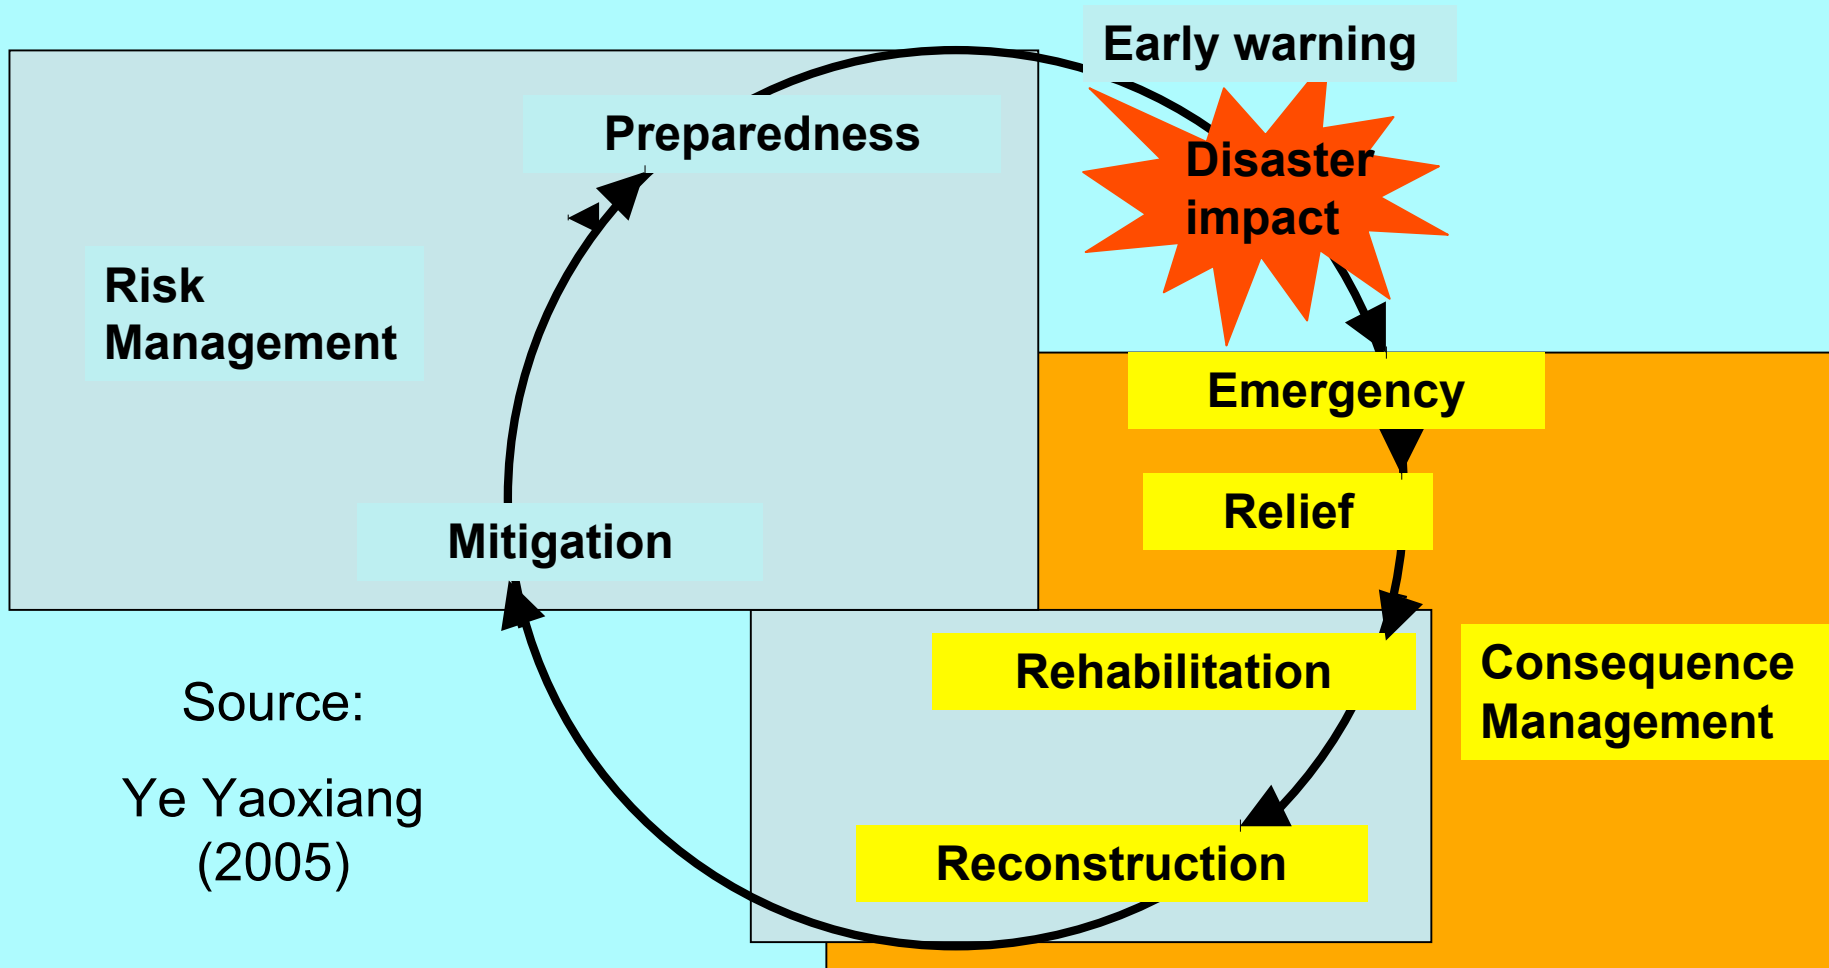 Early warning
Preparedness
Disaster
impact
Risk
Management
Emergency
Relief
Mitigation
Rehabilitation
Consequence
Management
Source:
Ye Yaoxiang
(2005)
Reconstruction